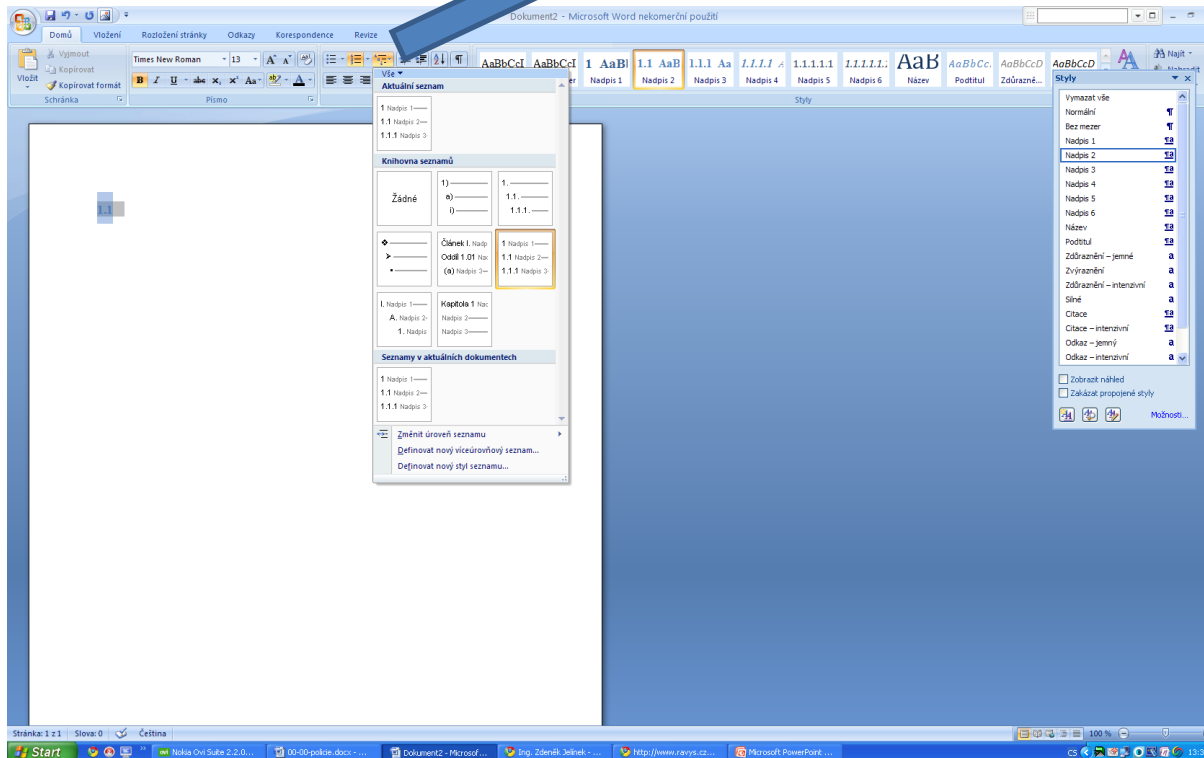 Dokument2 - Microsoft Word nekomerční použití
Domů Vložení Rozložení stránky Odkazy Korespondence Revize
Vložit
Vyjmout
Kopírovat
Kopírovat formát
Schránka
Times New Roman 13
Písmo
AaBbCcI AaBbCcI 1 AaBl 1.1 AaB 1.1.1 Aa 1.1.1.1 A 1.1.1.1.1 1.1.1.1.1. AaB AaBbCc. AaBbCcD AaBbCcD
Nadpis 1 Nadpis 2 Nadpis 3 Nadpis 4 Nadpis 5 Nadpis 6 Název Podtitul Zdůrazně...
Styly
Najít
Vše
Aktuální seznam
1 Nadpis 1
1.1 Nadpis 2
1.1.1 Nadpis 3
Knihovna seznamů
Žádné
1)
a)
i)
1.
1.1.
1.1.1.
Článek I. Nadp
Oddíl 1.01 Nac
(a) Nadpis 3
1 Nadpis 1
1.1 Nadpis 2
1.1.1 Nadpis 3
I. Nadpis 1
A. Nadpis 2
1. Nadpis
Kapitola 1 Nac
Nadpis 2
Nadpis 3
Seznamy v aktuálních dokumentech
1 Nadpis 1
1.1 Nadpis 2
1.1.1 Nadpis 3
Změnit úroveň seznamu
Definovat nový víceúrovňový seznam...
Definovat nový styl seznamu...
1.1
Styly
Vymazat vše
Normální
Bez mezer
Nadpis 1
Nadpis 2
Nadpis 3
Nadpis 4
Nadpis 5
Nadpis 6
Název
Podtitul
Zdůraznění – jemné
Zvýraznění
Zdůraznění – intenzivní
Silné
Citace
Citace – intenzivní
Odkaz – jemný
Odkaz – intenzivní
Zobrazit náhled
Zakázat propojené styly
Možnosti...
Stránka: 1 z 1 Slova: 0 Čeština
100 %
Start
Nokia Ovi Suite 2.2.0...
00-00-policie.docx - ...
Dokument2 - Microsof...
Ing. Zdeněk Jelínek - ...
http://www.ravys.cz...
Microsoft PowerPoint ...
CS